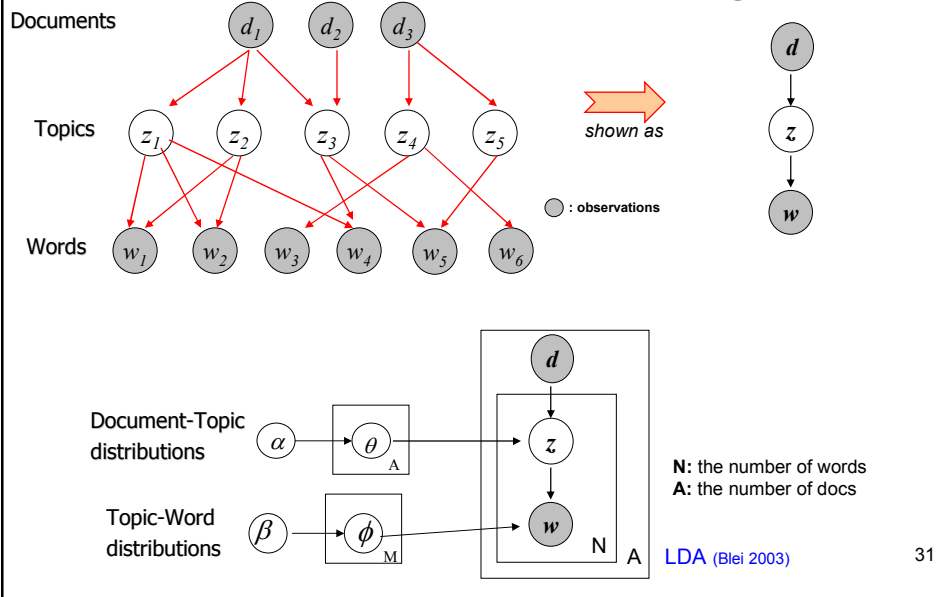 Documents
d1 d2 d3
d
Topics
z1 z2 z3 z4 z5
shown as
z
: observations
Words
w1 w2 w3 w4 w5 w6
w
d
Document-Topic
distributions
α θ A
z
N: the number of words
A: the number of docs
Topic-Word
distributions
β ϕ M
w
N A
LDA (Blei 2003)
31